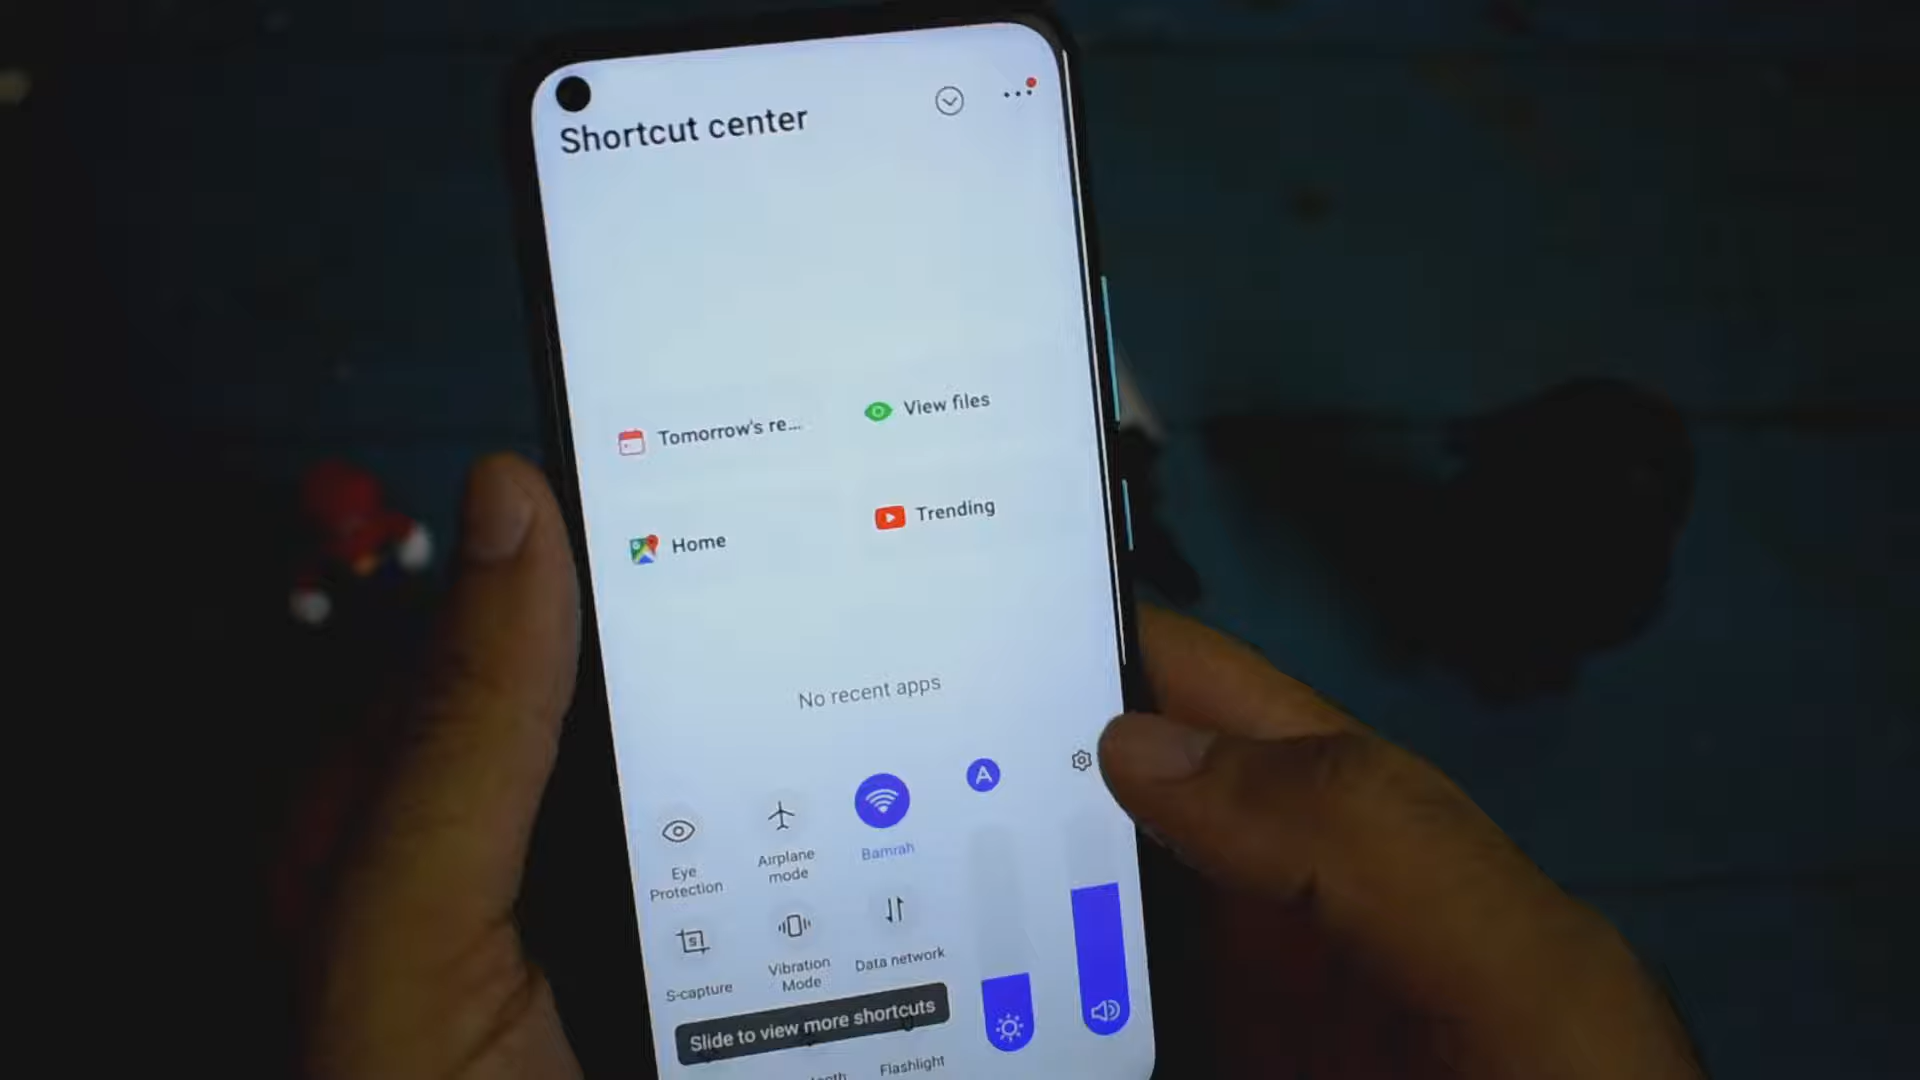 Shortcut center
Tomorrow's re...
View files
Home
Trending
No recent apps
A
Eye
Protection
Airplane
mode
Bamrah
S-capture
Vibration
Mode
Data network
Slide to view more shortcuts
Flashlight